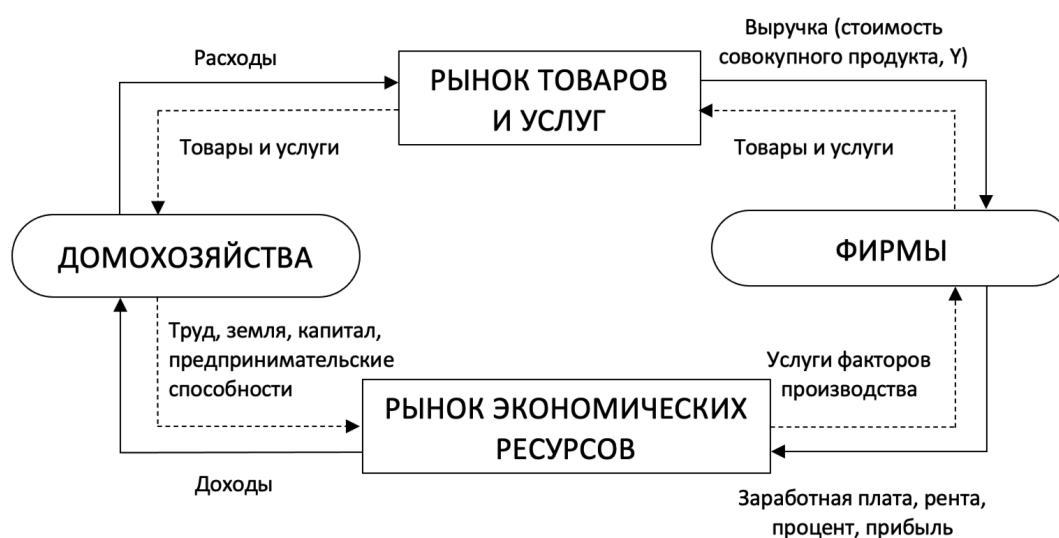 Расходы
РЫНОК ТОВАРОВ
И УСЛУГ
Выручка (стоимость
совокупного продукта, Y)
Товары и услуги
Товары и услуги
ДОМОХОЗЯЙСТВА
ФИРМЫ
Труд, земля, капитал,
предпринимательские
способности
Услуги факторов
производства
РЫНОК ЭКОНОМИЧЕСКИХ
РЕСУРСОВ
Доходы
Заработная плата, рента,
процент, прибыль